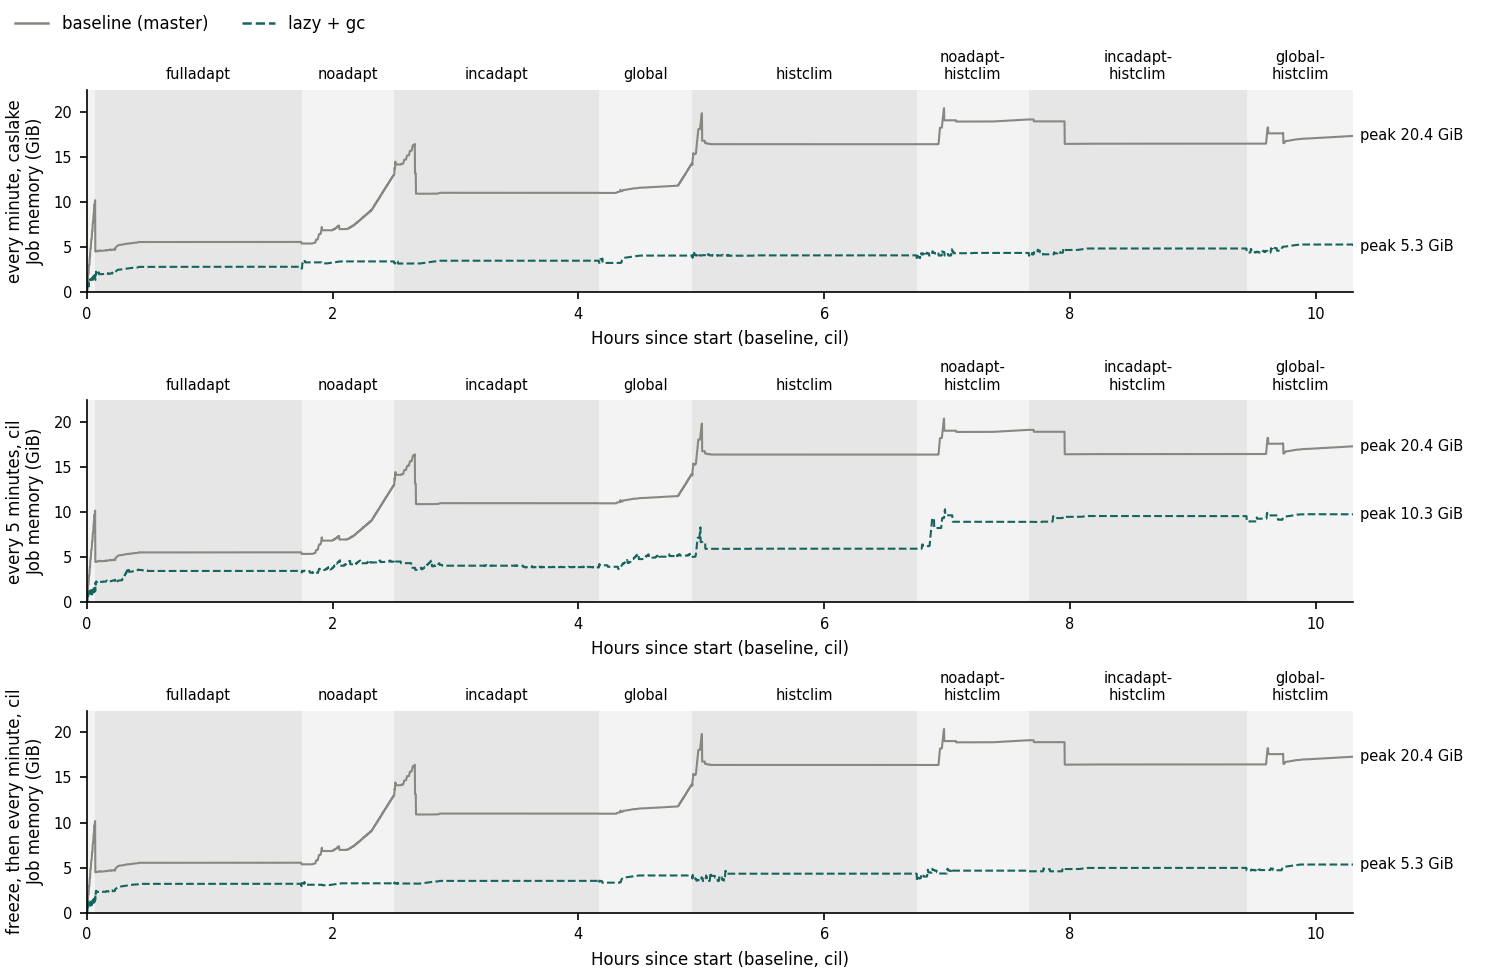 baseline (master) lazy + gc
fulladapt noadapt incadapt global histclim noadapt-histclim incadapt-histclim global-histclim
every minute, caslake
Job memory (GiB)
20
15
10
5
0
peak 20.4 GiB
peak 5.3 GiB
0 2 4 6 8 10
Hours since start (baseline, cil)
fulladapt noadapt incadapt global histclim noadapt-histclim incadapt-histclim global-histclim
every 5 minutes, cil
Job memory (GiB)
20
15
10
5
0
peak 20.4 GiB
peak 10.3 GiB
0 2 4 6 8 10
Hours since start (baseline, cil)
fulladapt noadapt incadapt global histclim noadapt-histclim incadapt-histclim global-histclim
freeze, then every minute, cil
Job memory (GiB)
20
15
10
5
0
peak 20.4 GiB
peak 5.3 GiB
0 2 4 6 8 10
Hours since start (baseline, cil)